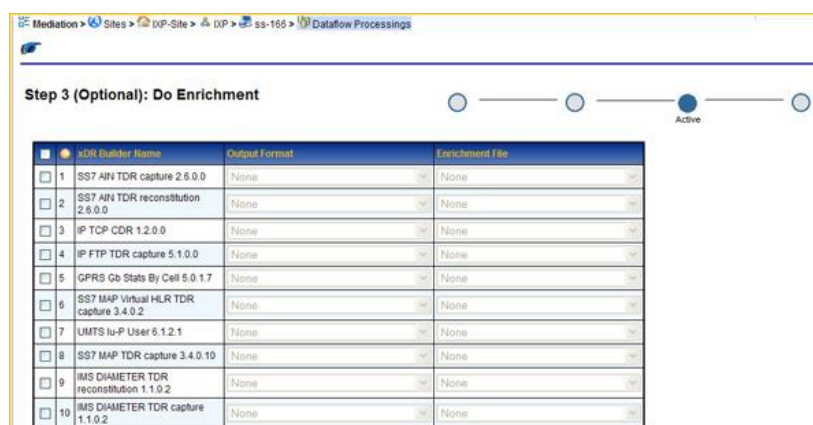 Mediation > Sites > IXP-Site > IXP > ss-166 > Dataflow Processings
Step 3 (Optional): Do Enrichment
Active
xDR Builder Name Output Format Enrichment File
1 SS7 AIN TDR capture 2.6.0.0 None None
2 SS7 AIN TDR reconstitution
2.6.0.0 None None
3 IP TCP CDR 1.2.0.0 None None
4 IP FTP TDR capture 5.1.0.0 None None
5 GPRS Gb Stats By Cell 5.0.1.7 None None
6 SS7 MAP Virtual HLR TDR
capture 3.4.0.2 None None
7 UMTS Iu-P User 6.1.2.1 None None
8 SS7 MAP TDR capture 3.4.0.10 None None
9 IMS DIAMETER TDR
reconstitution 1.1.0.2 None None
10 IMS DIAMETER TDR capture
1.1.0.2 None None